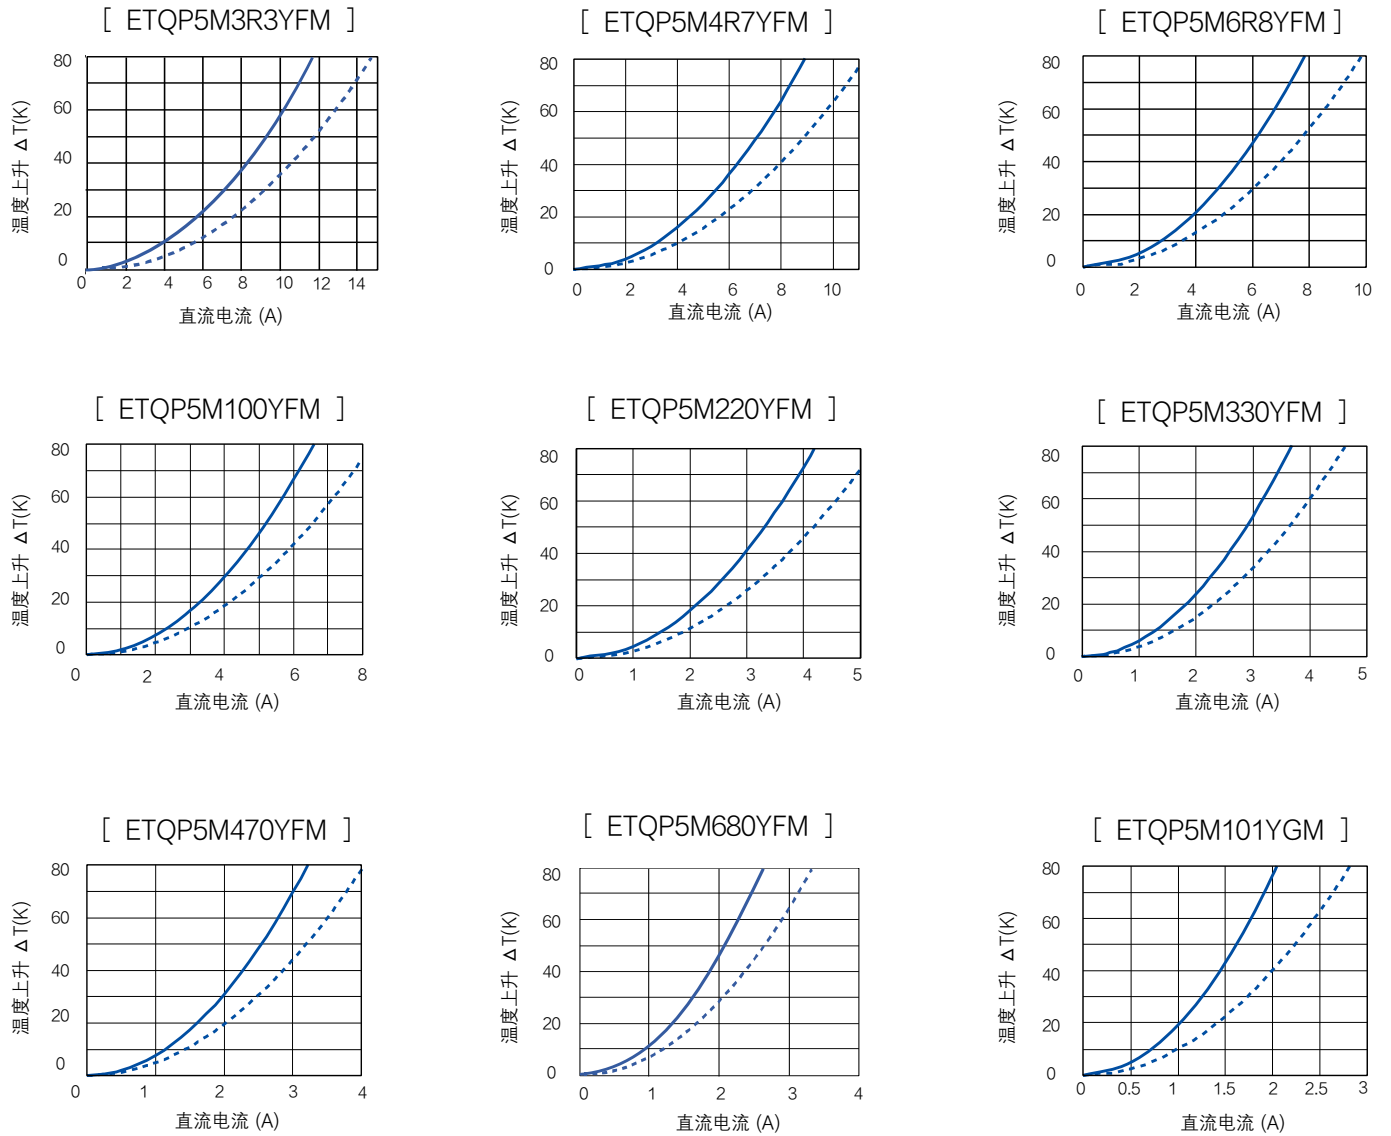 [ ETQP5M3R3YFM ]
80
60
40
20
0
温度上升 ΔT(K)
0 2 4 6 8 10 12 14
直流电流 (A)
[ ETQP5M4R7YFM ]
80
60
40
20
0
温度上升 ΔT(K)
0 2 4 6 8 10
直流电流 (A)
[ ETQP5M6R8YFM ]
80
60
40
20
0
温度上升 ΔT(K)
0 2 4 6 8 10
直流电流 (A)
[ ETQP5M100YFM ]
80
60
40
20
0
温度上升 ΔT(K)
0 2 4 6 8
直流电流 (A)
[ ETQP5M220YFM ]
80
60
40
20
0
温度上升 ΔT(K)
0 1 2 3 4 5
直流电流 (A)
[ ETQP5M330YFM ]
80
60
40
20
0
温度上升 ΔT(K)
0 1 2 3 4 5
直流电流 (A)
[ ETQP5M470YFM ]
80
60
40
20
0
温度上升 ΔT(K)
0 1 2 3 4
直流电流 (A)
[ ETQP5M680YFM ]
80
60
40
20
0
温度上升 ΔT(K)
0 1 2 3 4
直流电流 (A)
[ ETQP5M101YGM ]
80
60
40
20
0
温度上升 ΔT(K)
0 0.5 1 1.5 2 2.5 3
直流电流 (A)